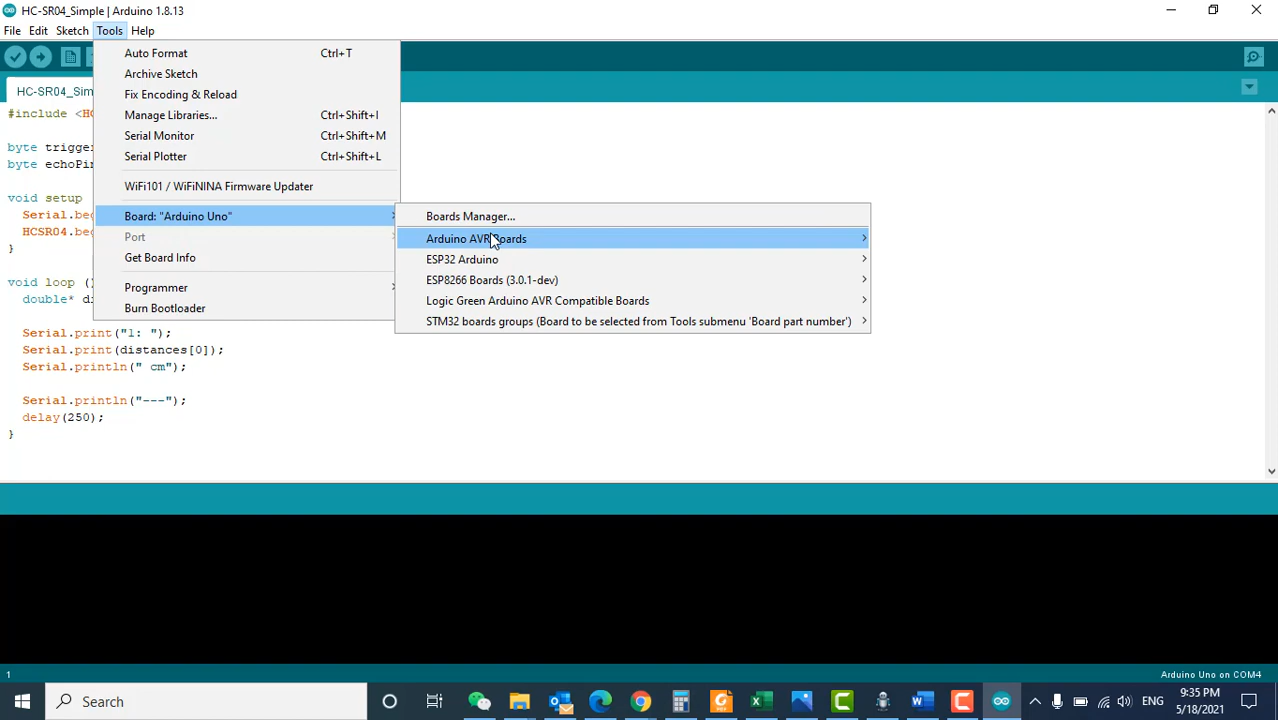 HC-SR04_Simple | Arduino 1.8.13
File Edit Sketch Tools Help
Auto Format Ctrl+T
Archive Sketch
Fix Encoding & Reload
Manage Libraries... Ctrl+Shift+I
Serial Monitor Ctrl+Shift+M
Serial Plotter Ctrl+Shift+L
WiFi101 / WiFiNINA Firmware Updater
Board: "Arduino Uno"
Port
Get Board Info
Programmer
Burn Bootloader
Boards Manager...
Arduino AVR Boards
ESP32 Arduino
ESP8266 Boards (3.0.1-dev)
Logic Green Arduino AVR Compatible Boards
STM32 boards groups (Board to be selected from Tools submenu 'Board part number')
HC-SR04_Sim
#include <HC
byte trigger
byte echoPin
void setup
Serial.beg
HCSR04.beg
}
void loop ()
double* di
Serial.print("1: ");
Serial.print(distances[0]);
Serial.println(" cm");
Serial.println("---");
delay(250);
}
1
Arduino Uno on COM4
Search
ENG
9:35 PM
5/18/2021